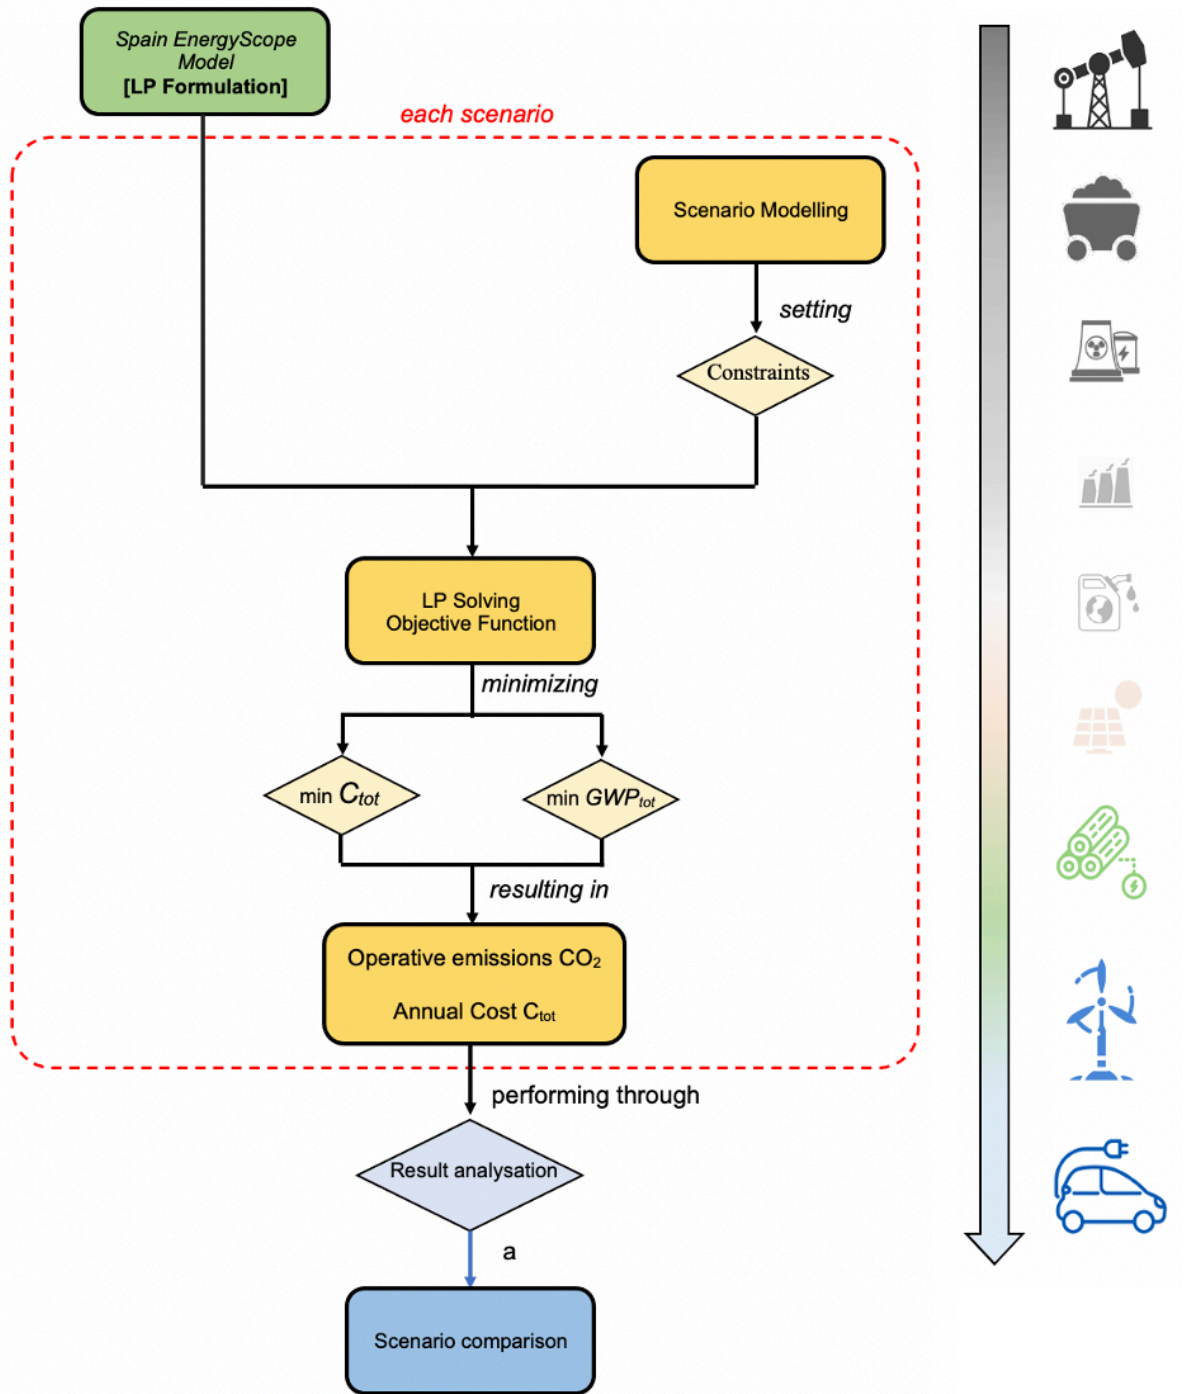 Spain EnergyScope
Model
[LP Formulation]
each scenario
Scenario Modelling
setting
Constraints
LP Solving
Objective Function
minimizing
min Ctot
min GWPtot
resulting in
Operative emissions CO₂
Annual Cost Ctot
performing through
Result analysation
a
Scenario comparison